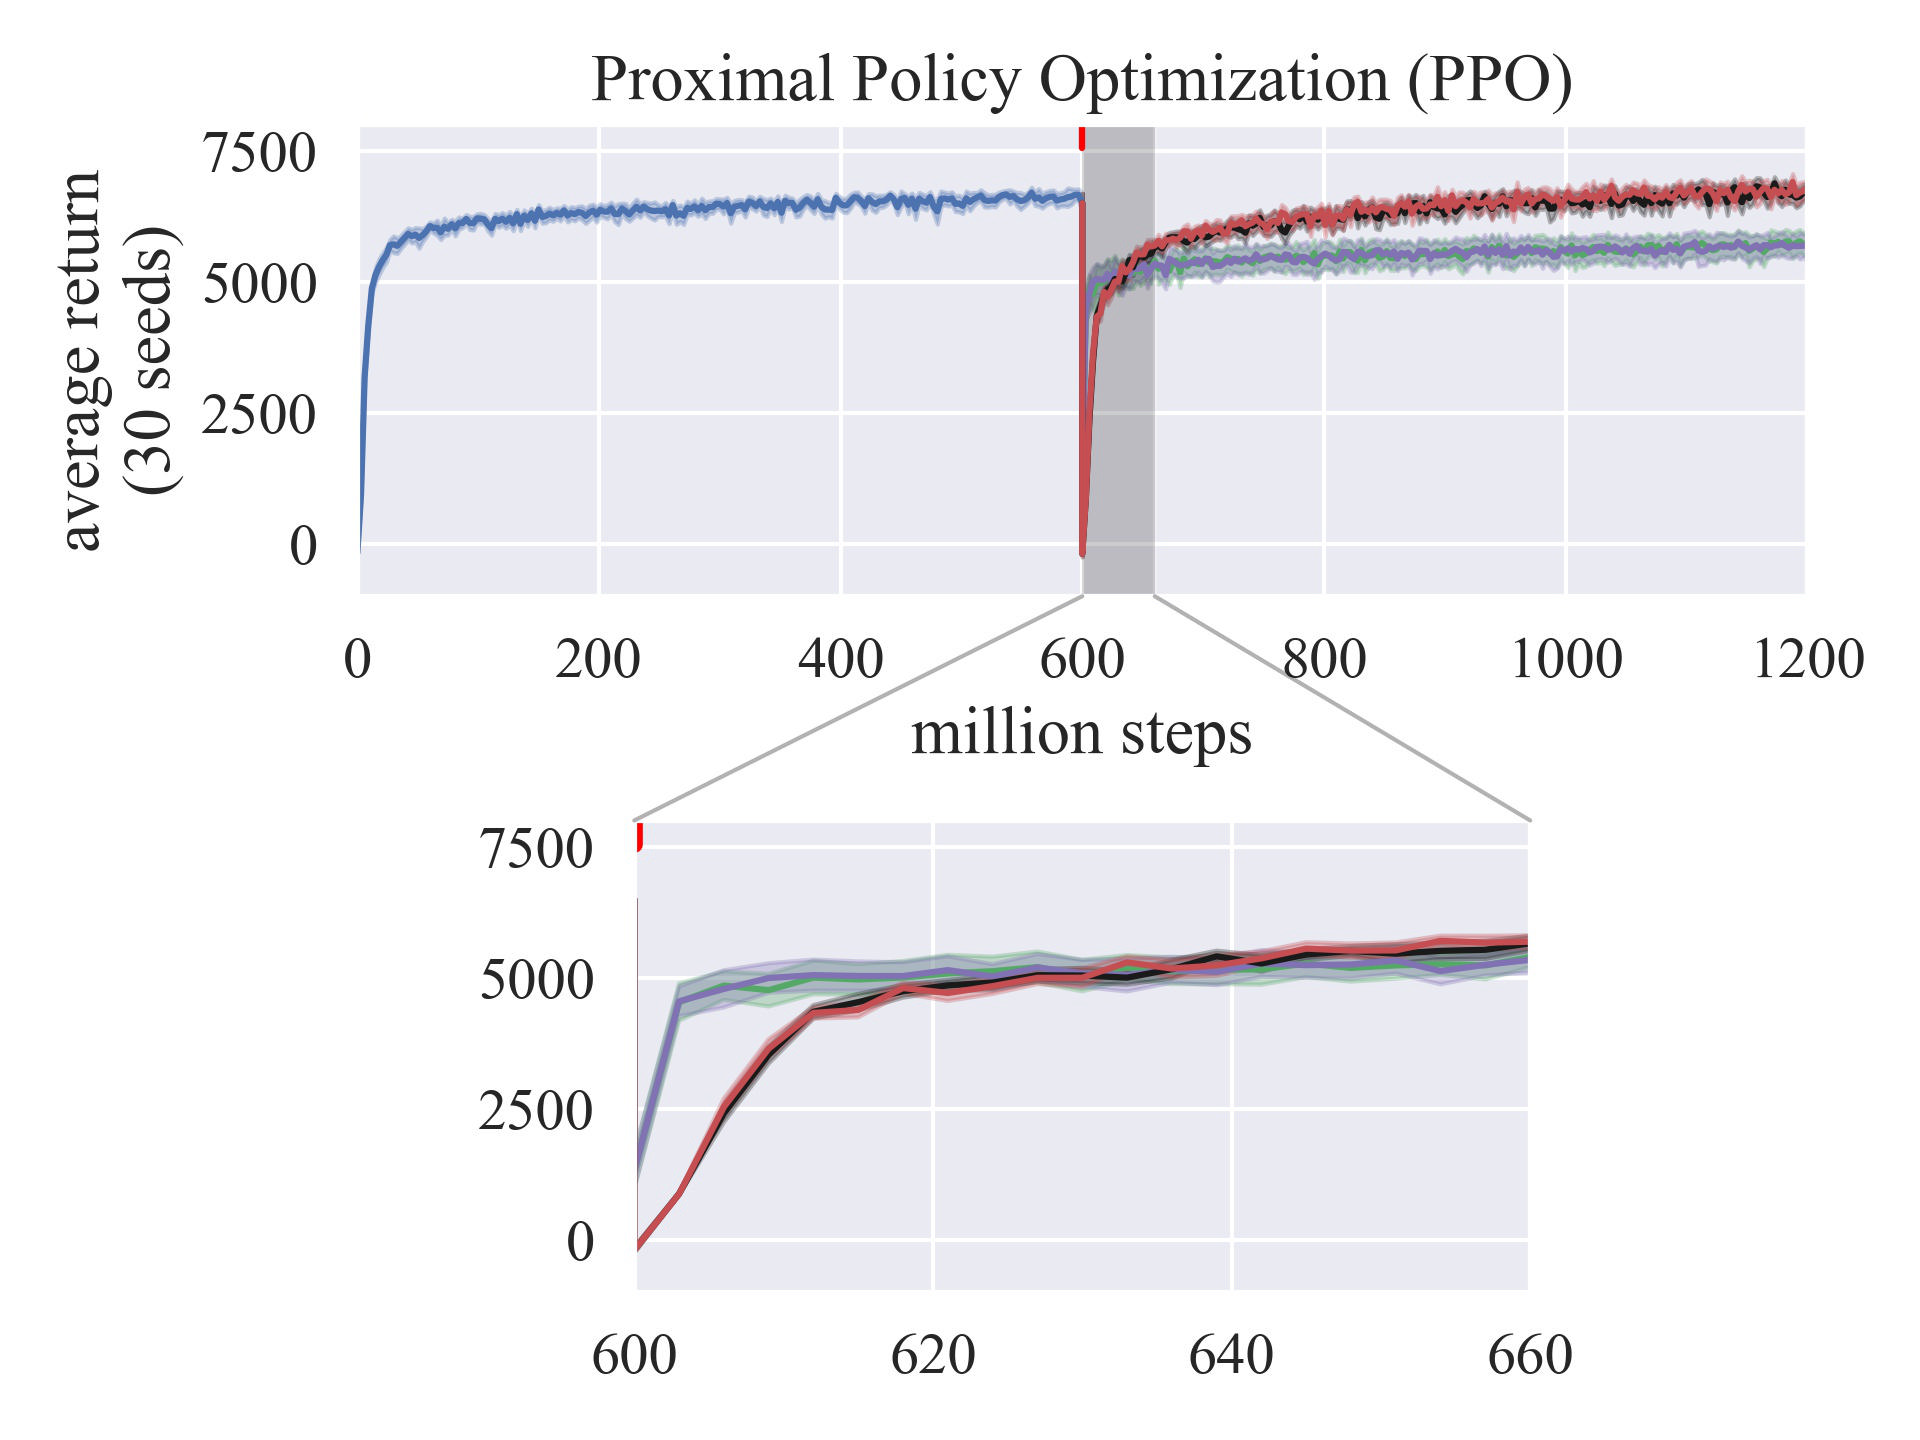 Proximal Policy Optimization (PPO)
average return
(30 seeds)
7500
5000
2500
0
0 200 400 600 800 1000 1200
million steps
7500
5000
2500
0
600 620 640 660